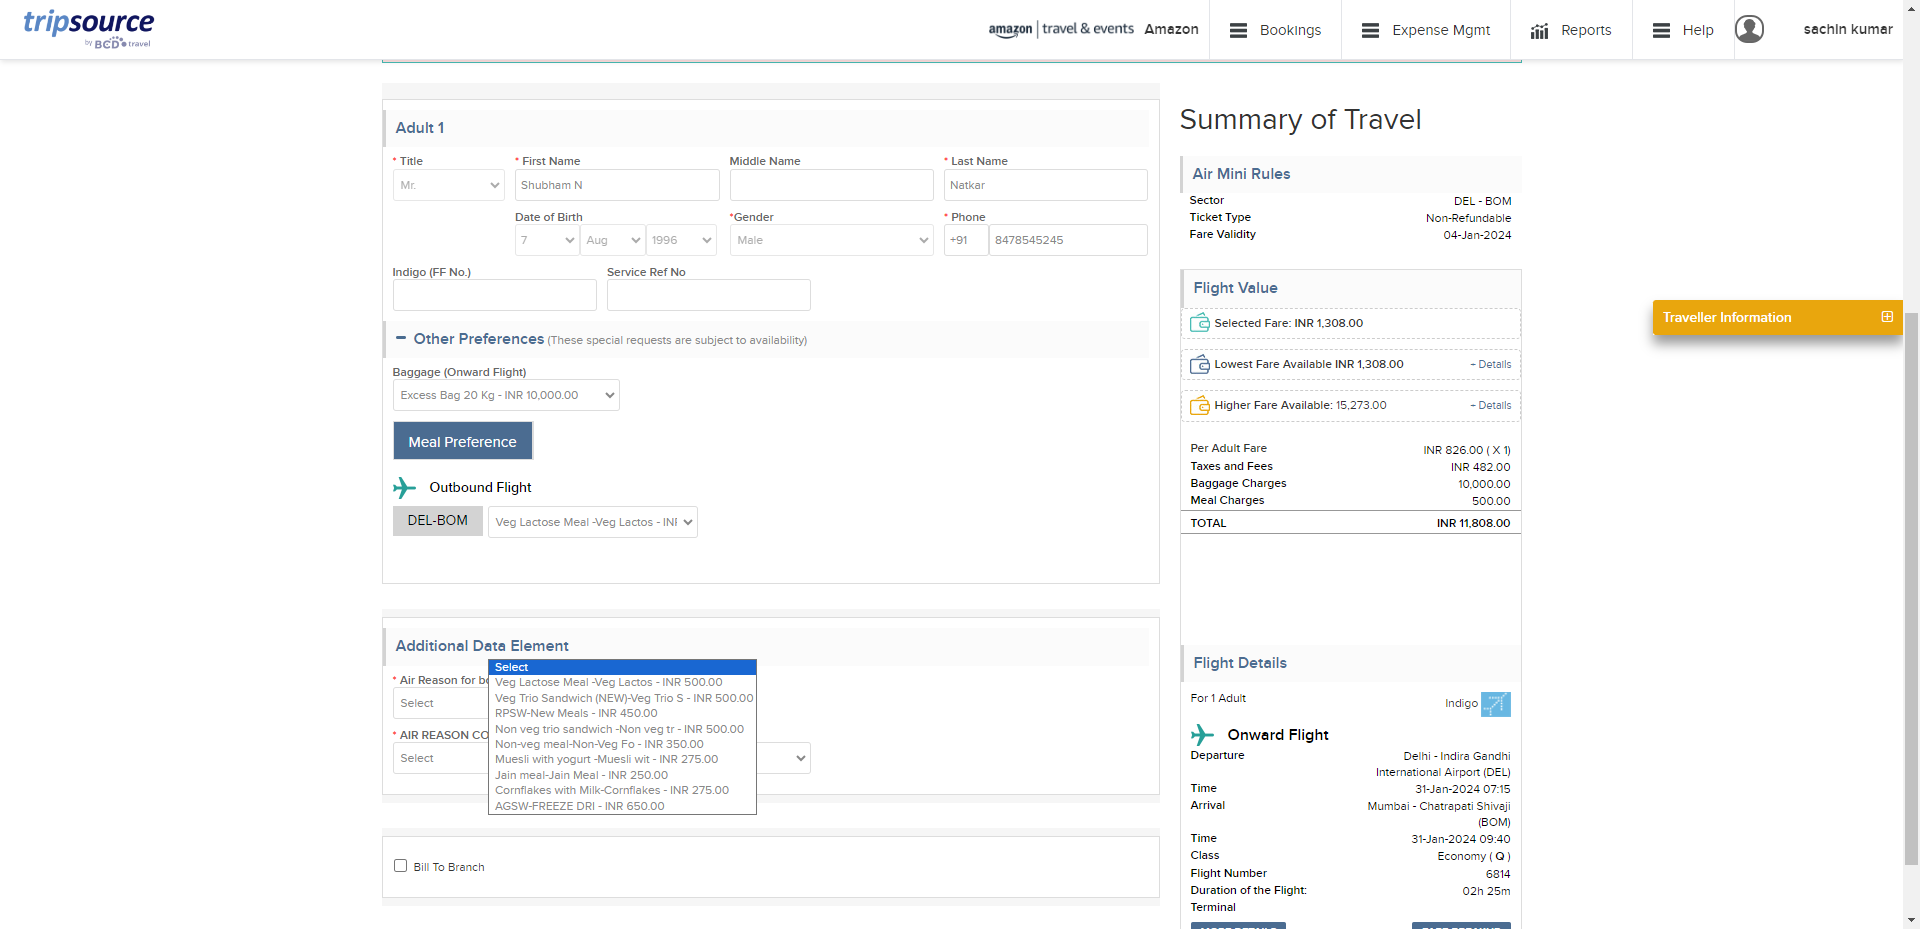 tripsource
by BCD travel
amazon | travel & events Amazon
Bookings
Expense Mgmt
Reports
Help
sachin kumar
Adult 1
* Title
* First Name
Middle Name
* Last Name
Mr.
Shubham N
Natkar
Date of Birth
*Gender
* Phone
7
Aug
1996
Male
+91
8478545245
Indigo (FF No.)
Service Ref No
Other Preferences (These special requests are subject to availability)
Baggage (Onward Flight)
Excess Bag 20 Kg - INR 10,000.00
Meal Preference
Outbound Flight
DEL-BOM
Veg Lactose Meal -Veg Lactos - INR
Additional Data Element
* Air Reason for bo
Select
* AIR REASON CO
Select
Select
Veg Lactose Meal -Veg Lactos - INR 500.00
Veg Trio Sandwich (NEW)-Veg Trio S - INR 500.00
RPSW-New Meals - INR 450.00
Non veg trio sandwich -Non veg tr - INR 500.00
Non-veg meal-Non-Veg Fo - INR 350.00
Muesli with yogurt -Muesli wit - INR 275.00
Jain meal-Jain Meal - INR 250.00
Cornflakes with Milk-Cornflakes - INR 275.00
AGSW-FREEZE DRI - INR 650.00
Bill To Branch
Summary of Travel
Air Mini Rules
Sector DEL - BOM
Ticket Type Non-Refundable
Fare Validity 04-Jan-2024
Flight Value
Selected Fare: INR 1,308.00
Lowest Fare Available INR 1,308.00 + Details
Higher Fare Available: 15,273.00 + Details
Per Adult Fare INR 826.00 ( X 1)
Taxes and Fees INR 482.00
Baggage Charges 10,000.00
Meal Charges 500.00
TOTAL INR 11,808.00
Flight Details
For 1 Adult Indigo
Onward Flight
Departure Delhi - Indira Gandhi
International Airport (DEL)
Time 31-Jan-2024 07:15
Arrival Mumbai - Chatrapati Shivaji
(BOM)
Time 31-Jan-2024 09:40
Class Economy ( Q )
Flight Number 6814
Duration of the Flight: 02h 25m
Terminal
Traveller Information